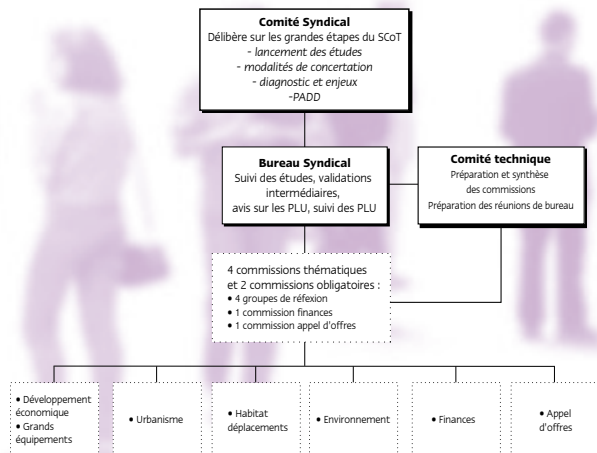 Comité Syndical
Délibère sur les grandes étapes du SCoT
- lancement des études
- modalités de concertation
- diagnostic et enjeux
-PADD
Bureau Syndical
Suivi des études, validations
intermédiaires,
avis sur les PLU, suivi des PLU
Comité technique
Préparation et synthèse
des commissions
Préparation des réunions de bureau
4 commissions thématiques
et 2 commissions obligatoires :
• 4 groupes de réfexion
• 1 commission finances
• 1 commission appel d'offres
• Développement
économique
• Grands
équipements
• Urbanisme
• Habitat
déplacements
• Environnement
• Finances
• Appel
d'offres